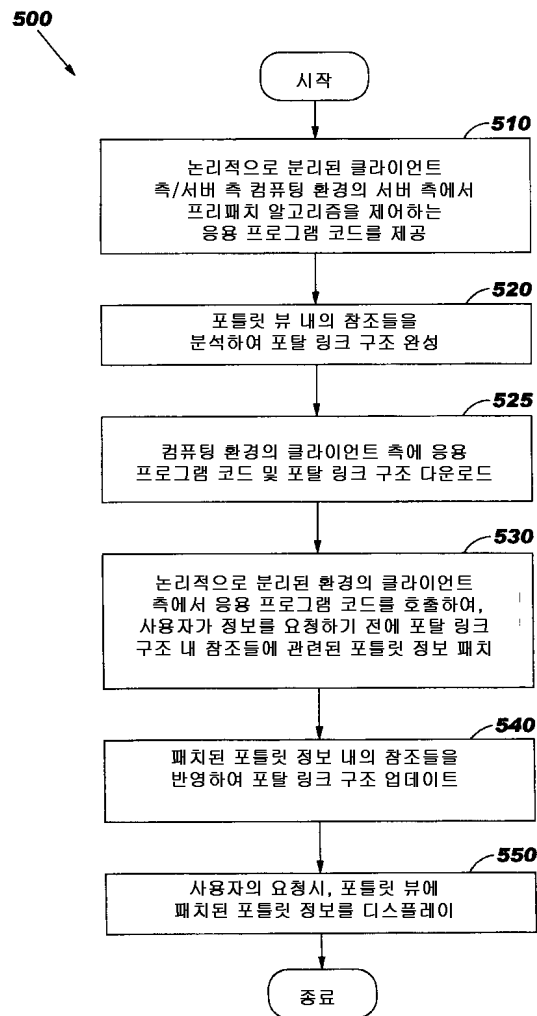 500
시작
510
논리적으로 분리된 클라이언트
측/서버 측 컴퓨팅 환경의 서버 측에서
프리패치 알고리즘을 제어하는
응용 프로그램 코드를 제공
520
포틀릿 뷰 내의 참조들을
분석하여 포탈 링크 구조 완성
525
컴퓨팅 환경의 클라이언트 측에 응용
프로그램 코드 및 포탈 링크 구조 다운로드
530
논리적으로 분리된 환경의 클라이언트
측에서 응용 프로그램 코드를 호출하여,
사용자가 정보를 요청하기 전에 포탈 링크
구조 내 참조들에 관련된 포틀릿 정보 패치
540
패치된 포틀릿 정보 내의 참조들을
반영하여 포탈 링크 구조 업데이트
550
사용자의 요청시, 포틀릿 뷰에
패치된 포틀릿 정보를 디스플레이
종료